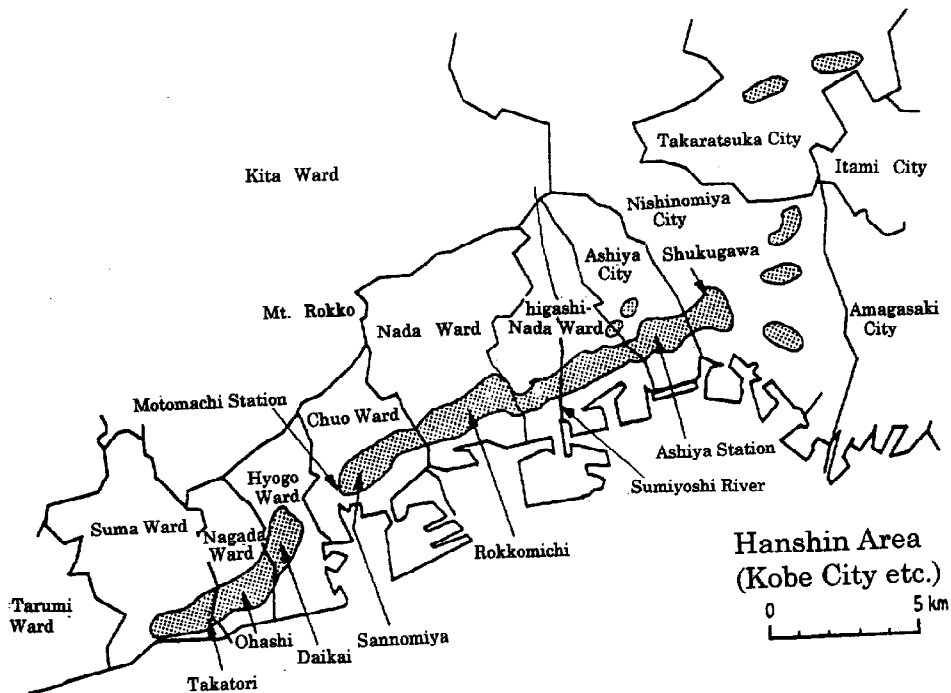 Takaratsuka City
Itami City
Kita Ward
Nishinomiya
City
Ashiya
City
Shukugawa
Mt. Rokko
higashi-
Nada Ward
Nada Ward
Amagasaki
City
Motomachi Station
Chuo Ward
Ashiya Station
Hyogo
Ward
Sumiyoshi River
Suma Ward
Nagada
Ward
Rokkomichi
Hanshin Area
(Kobe City etc.)
Tarumi
Ward
0 5 km
Ohashi
Daikai
Sannomiya
Takatori